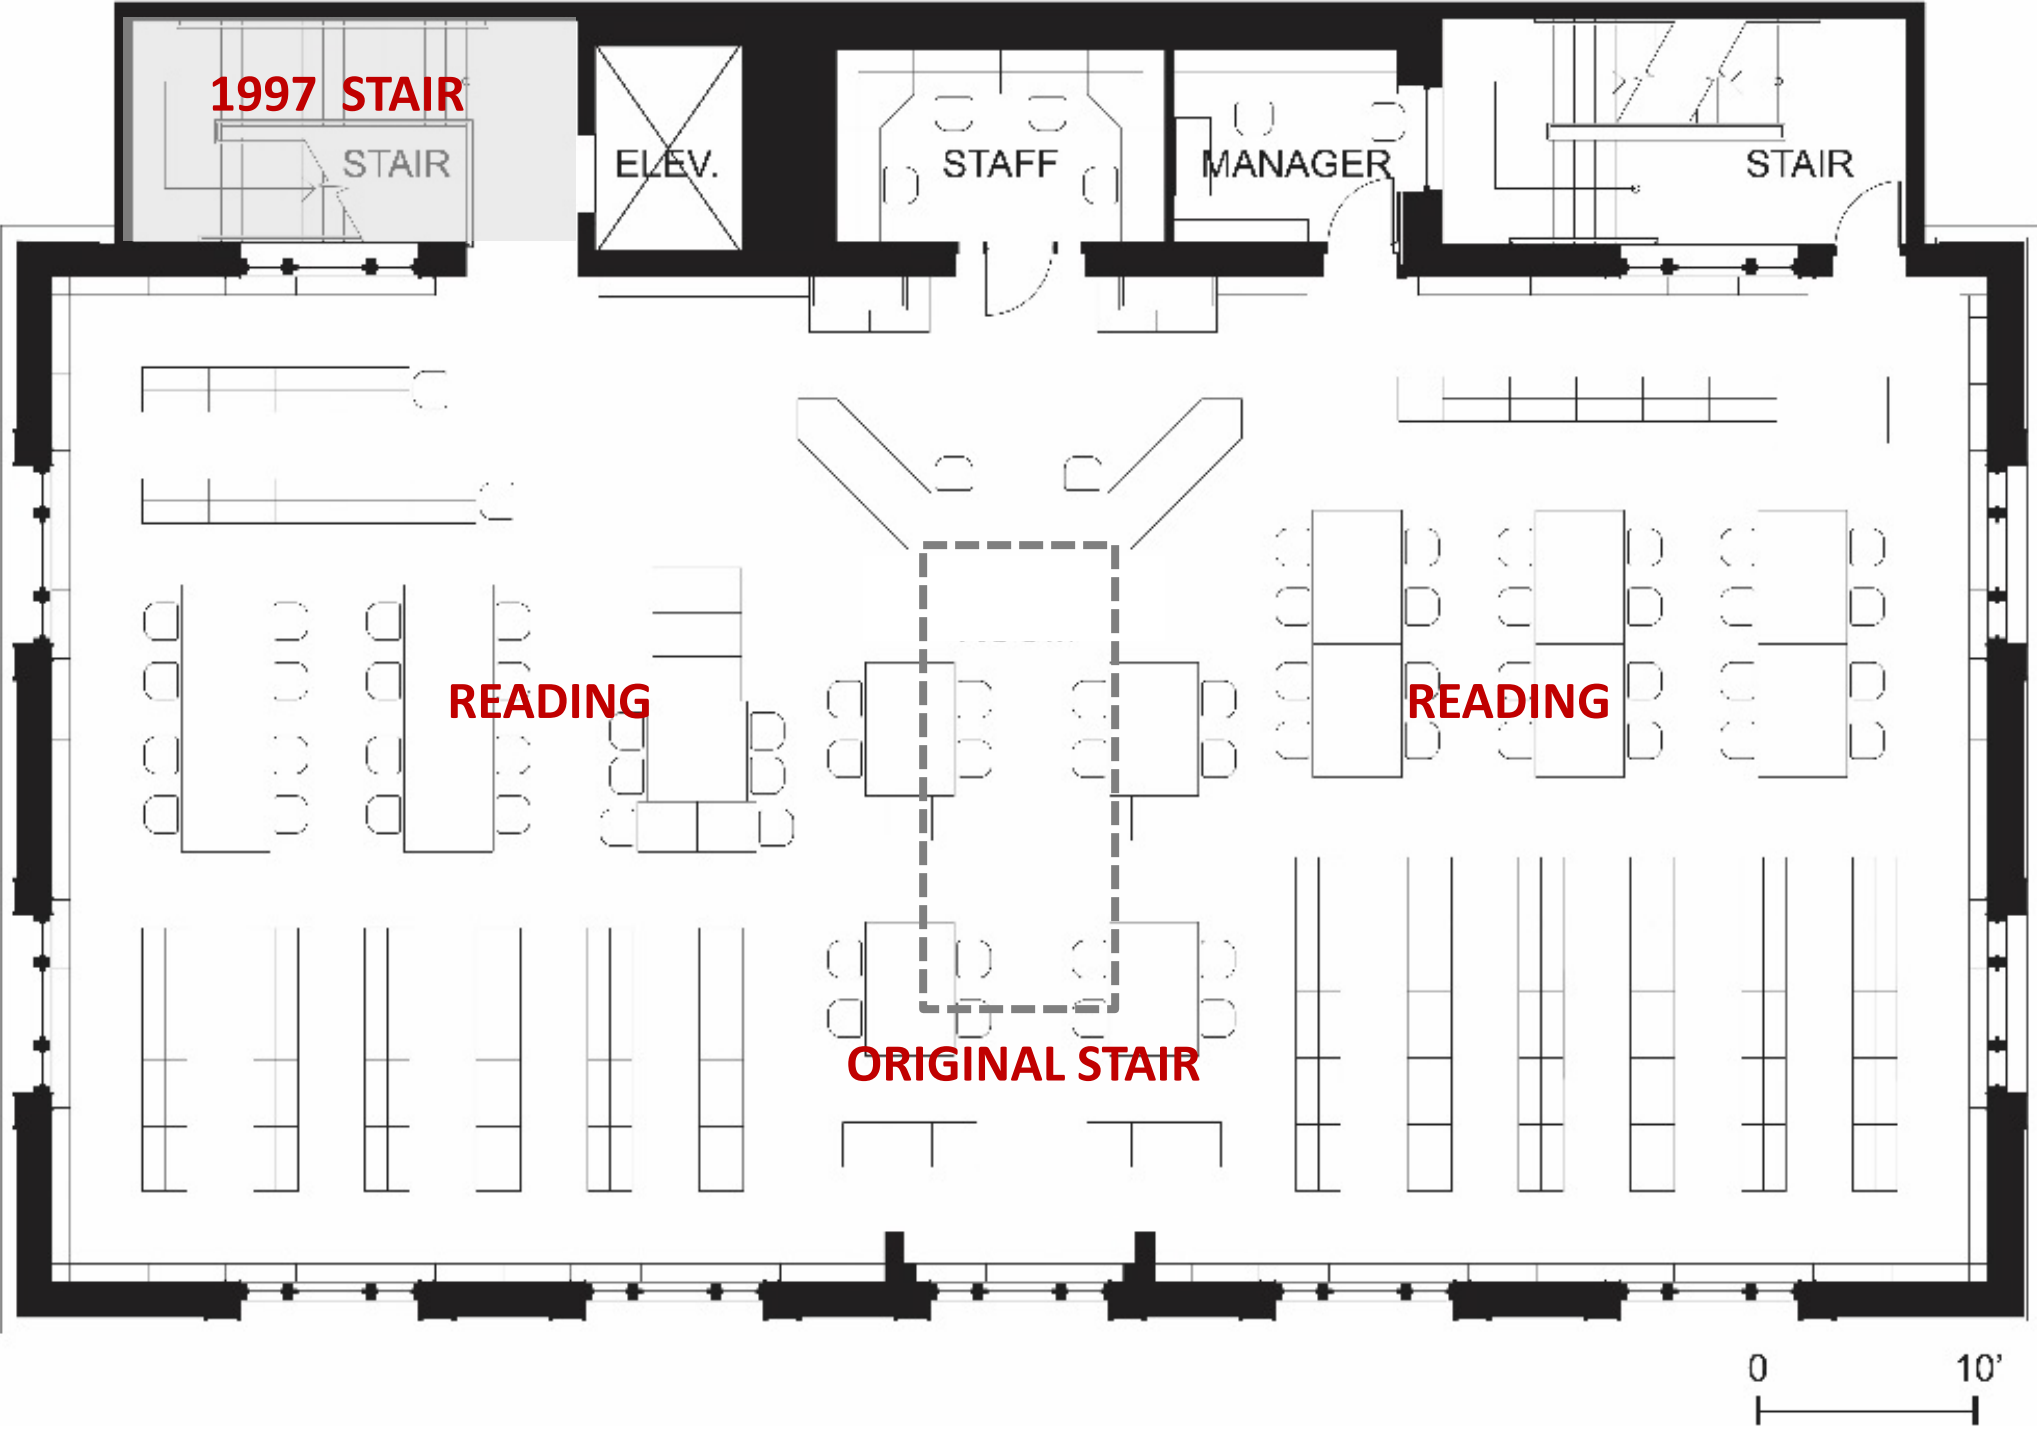 1997 STAIR
STAIR
ELEV.
STAFF
MANAGER
STAIR
READING
READING
ORIGINAL STAIR
0 10'